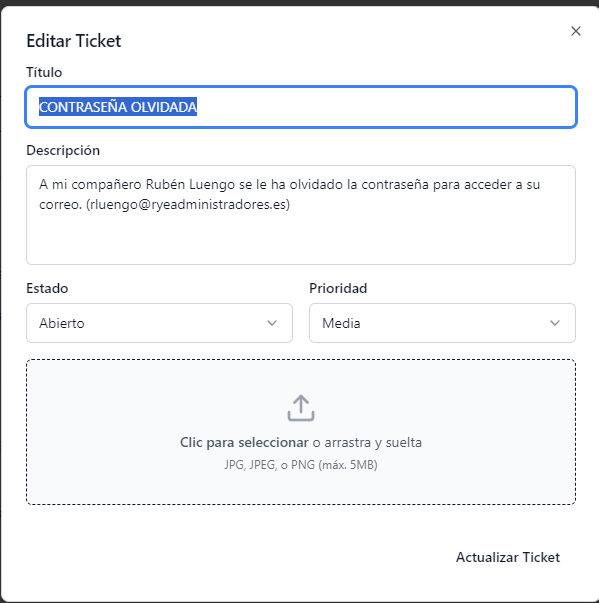 Editar Ticket
Título
CONTRASEÑA OLVIDADA
Descripción
A mi compañero Rubén Luengo se le ha olvidado la contraseña para acceder a su
correo. (rluengo@ryeadministradores.es)
Estado
Prioridad
Abierto
Media
Clic para seleccionar o arrastra y suelta
JPG, JPEG, o PNG (máx. 5MB)
Actualizar Ticket